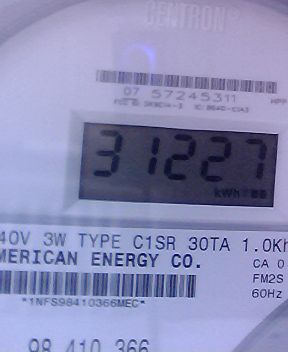 CENTRON®
07 57245311
31227
kWh
40V 3W TYPE C1SR 30TA 1.0Kh
MERICAN ENERGY CO. CA 0
FM2S
*1NFS98410366MEC* 60Hz
98 410 366